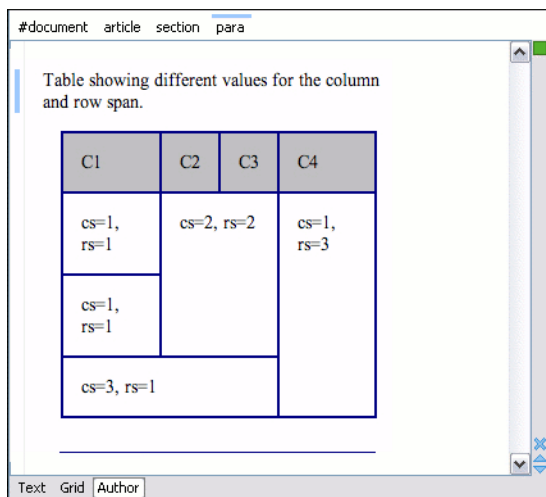 #document article section para
Table showing different values for the column
and row span.
C1 C2 C3 C4
cs=1,
rs=1
cs=2, rs=2
cs=1,
rs=3
cs=1,
rs=1
cs=3, rs=1
Text Grid Author